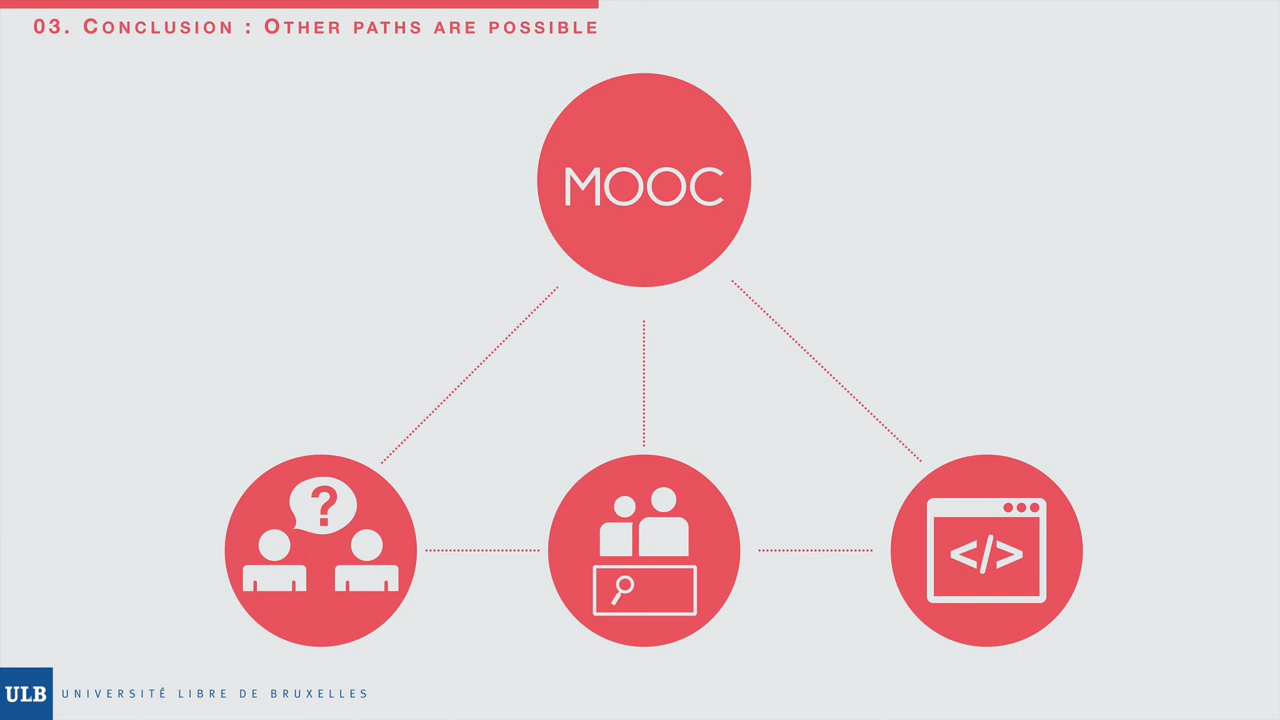 03. CONCLUSION : OTHER PATHS ARE POSSIBLE
MOOC
?
</>
ULB UNIVERSITÉ LIBRE DE BRUXELLES